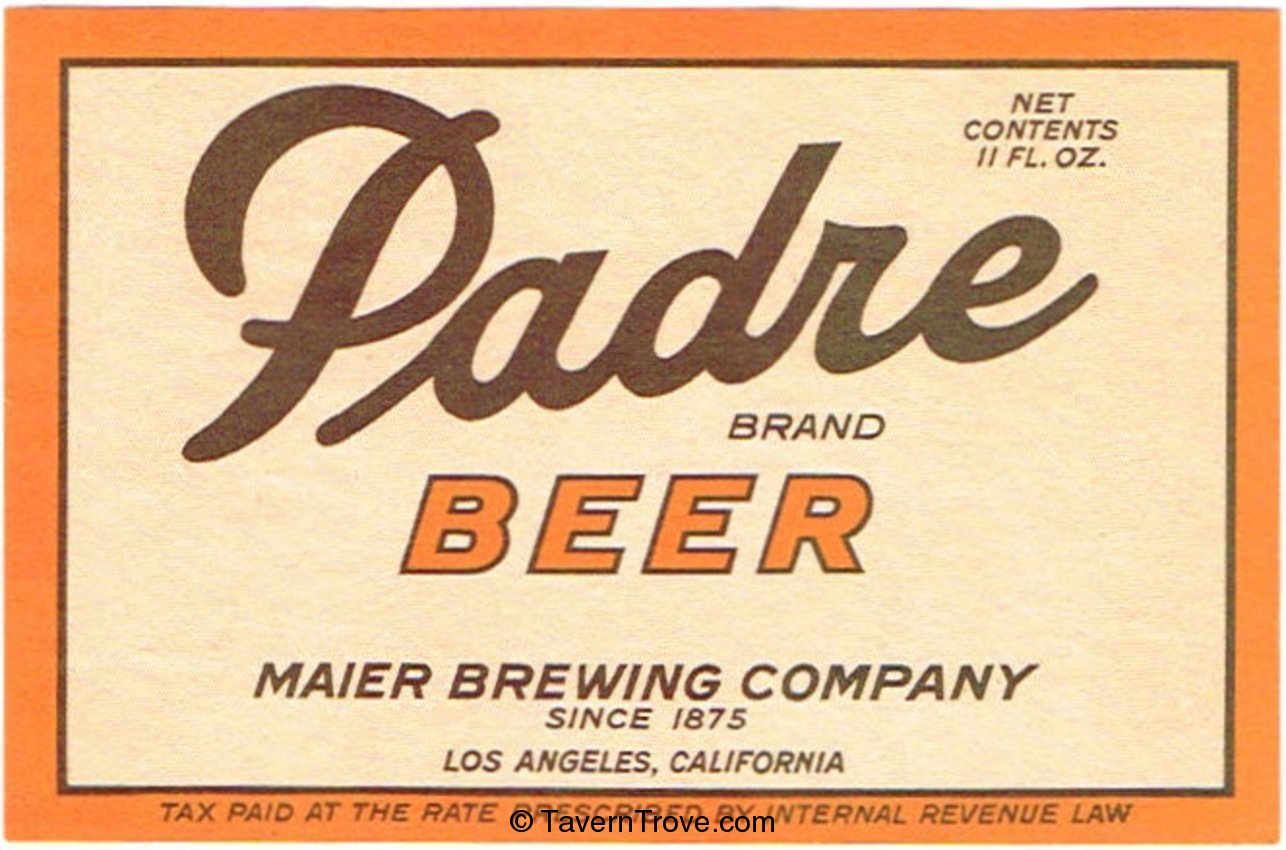 NET
CONTENTS
11 FL. OZ.
Padre
BRAND
BEER
MAIER BREWING COMPANY
SINCE 1875
LOS ANGELES, CALIFORNIA
TAX PAID AT THE RATE PRESCRIBED BY INTERNAL REVENUE LAW
© TavernTrove.com